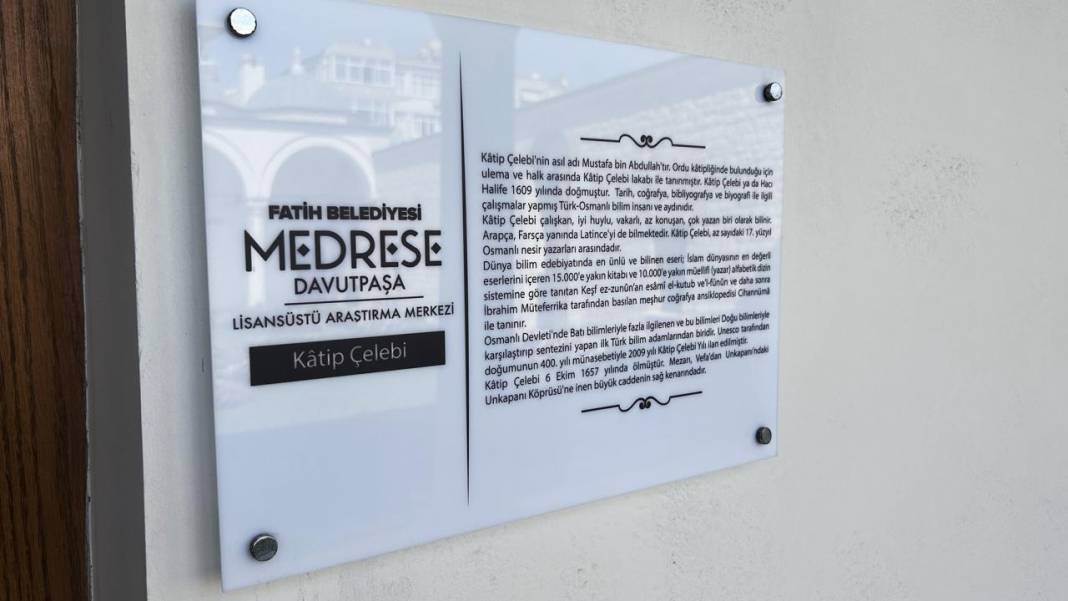 FATİH BELEDİYESİ
MEDRESE
DAVUTPAŞA
LİSANSÜSTÜ ARAŞTIRMA MERKEZİ
Kâtip Çelebi
Kâtip Çelebi'nin asıl adı Mustafa bin Abdullah'tır. Ordu kâtipliğinde bulunduğu için
ulema ve halk arasında Kâtip Çelebi lakabı ile tanınmıştır. Kâtip Çelebi ya da Hacı
Halife 1609 yılında doğmuştur. Tarih, coğrafya, bibliyografya ve biyografi ile ilgili
çalışmalar yapmış Türk-Osmanlı bilim insanı ve aydınıdır.
Kâtip Çelebi çalışkan, iyi huylu, vakarlı, az konuşan, çok yazan biri olarak bilinir.
Arapça, Farsça yanında Latince'yi de bilmektedir. Kâtip Çelebi, az sayıdaki 17. yüzyıl
Osmanlı nesir yazarları arasındadır.
Dünya bilim edebiyatında en ünlü ve bilinen eseri; İslam dünyasının en değerli
eserlerini içeren 15.000'e yakın kitabı ve 10.000'e yakın müellifi (yazar) alfabetik dizin
sistemine göre tanıtan Keşf ez-zunûn'an esâmî el-kutub ve'l-fünûn ve daha sonra
İbrahim Müteferrika tarafından basılan meşhur coğrafya ansiklopedisi Cihannümâ
ile tanınır.
Osmanlı Devleti'nde Batı bilimleriyle fazla ilgilenen ve bu bilimleri Doğu bilimleriyle
karşılaştırıp sentezini yapan ilk Türk bilim adamlarından biridir. Unesco tarafından
doğumunun 400. yılı münasebetiyle 2009 yılı Kâtip Çelebi Yılı ilan edilmiştir.
Kâtip Çelebi 6 Ekim 1657 yılında ölmüştür. Mezarı, Vefa'dan Unkapanı'ndaki
Unkapanı Köprüsü'ne inen büyük caddenin sağ kenarındadır.